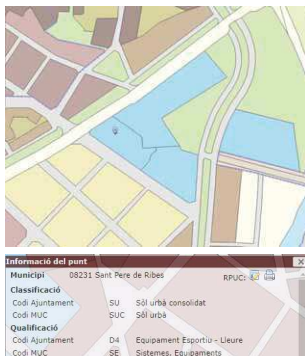 Informació del punt
Municipi 08231 Sant Pere de Ribes RPUC:
Classificació
Codi Ajuntament SU Sòl urbà consolidat
Codi MUC SUC Sòl urbà
Qualificació
Codi Ajuntament D4 Equipament Esportiu - Lleure
Codi MUC SE Sistemes, Equipaments